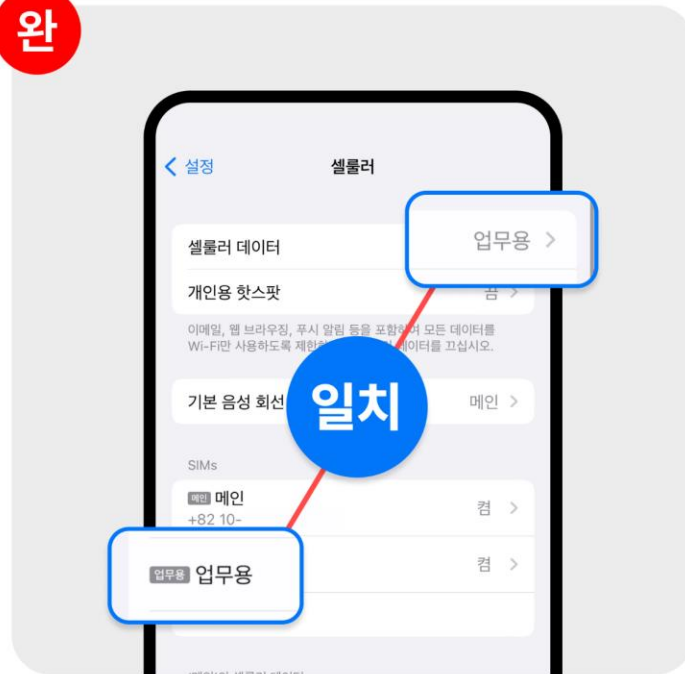 완
설정
셀룰러
셀룰러 데이터
업무용
개인용 핫스팟
끔
이메일, 웹 브라우징, 푸시 알림 등을 포함하여 모든 데이터를
Wi-Fi만 사용하도록 제한 데이터를 끄십시오.
기본 음성 회선
일치
메인
SIMs
메인 메인
켬
+82 10-
업무용 업무용
켬